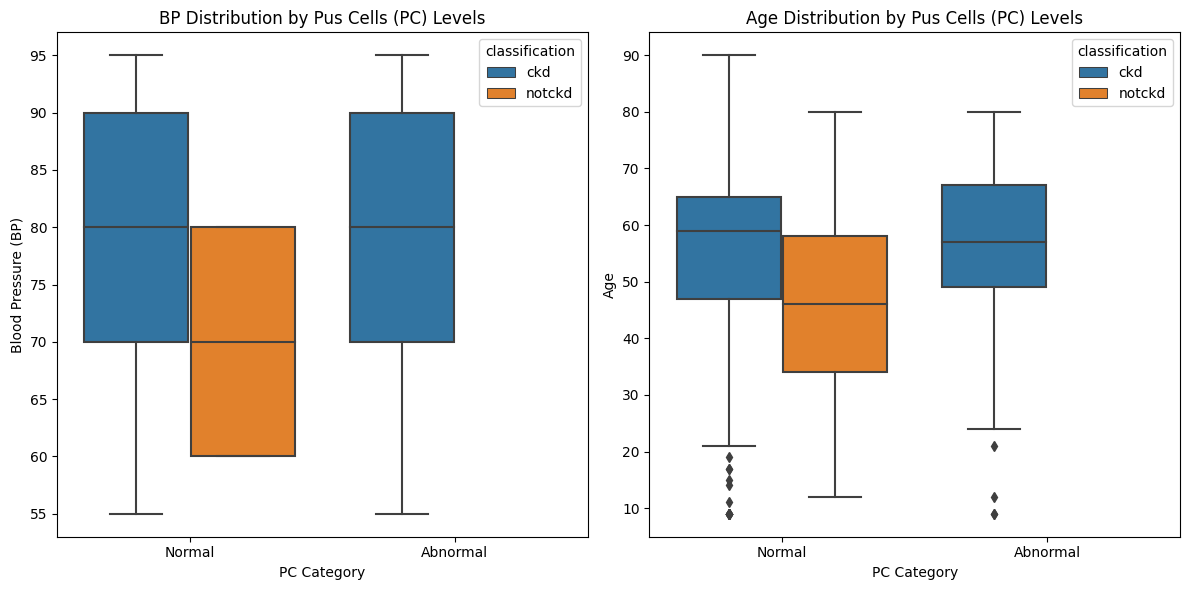 BP Distribution by Pus Cells (PC) Levels
classification
ckd
notckd
95
90
85
80
75
70
65
60
55
Blood Pressure (BP)
Normal
Abnormal
PC Category
Age Distribution by Pus Cells (PC) Levels
classification
ckd
notckd
90
80
70
60
50
40
30
20
10
Age
Normal
Abnormal
PC Category